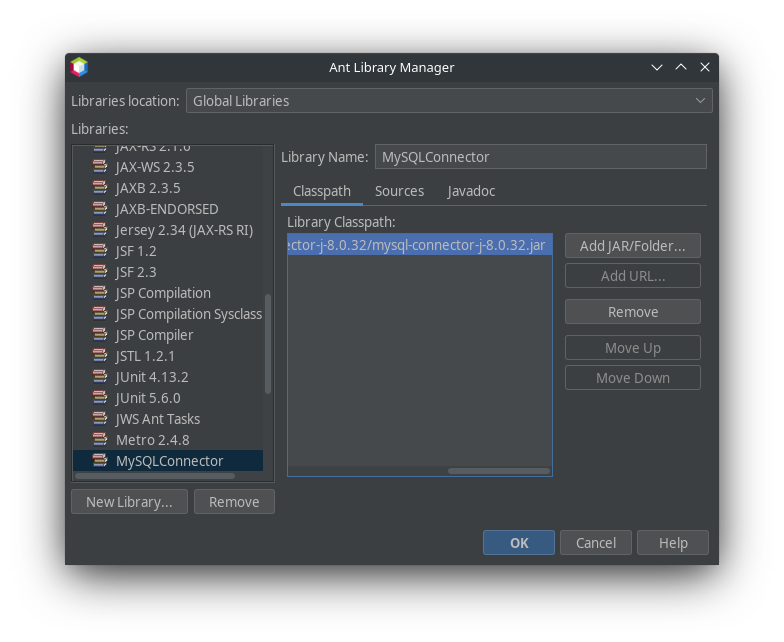 Ant Library Manager
Libraries location: Global Libraries
Libraries:
JAX-RS 2.1.6
JAX-WS 2.3.5
JAXB 2.3.5
JAXB-ENDORSED
Jersey 2.34 (JAX-RS RI)
JSF 1.2
JSF 2.3
JSP Compilation
JSP Compilation Sysclass
JSP Compiler
JSTL 1.2.1
JUnit 4.13.2
JUnit 5.6.0
JWS Ant Tasks
Metro 2.4.8
MySQLConnector
New Library... Remove
Library Name: MySQLConnector
Classpath Sources Javadoc
Library Classpath:
ector-j-8.0.32/mysql-connector-j-8.0.32.jar
Add JAR/Folder...
Add URL...
Remove
Move Up
Move Down
OK Cancel Help